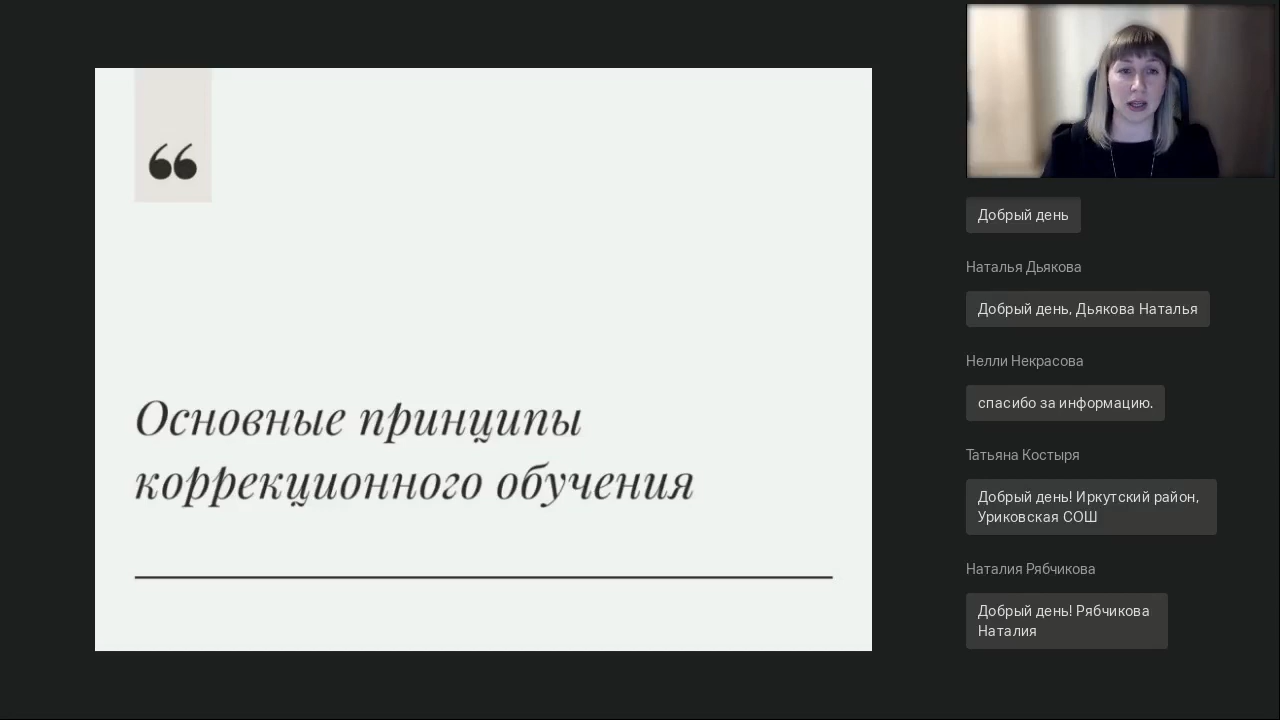 “
Основные принципы
коррекционного обучения
Добрый день
Наталья Дьякова
Добрый день, Дьякова Наталья
Нелли Некрасова
спасибо за информацию.
Татьяна Костыря
Добрый день! Иркутский район,
Уриковская СОШ
Наталия Рябчикова
Добрый день! Рябчикова
Наталия